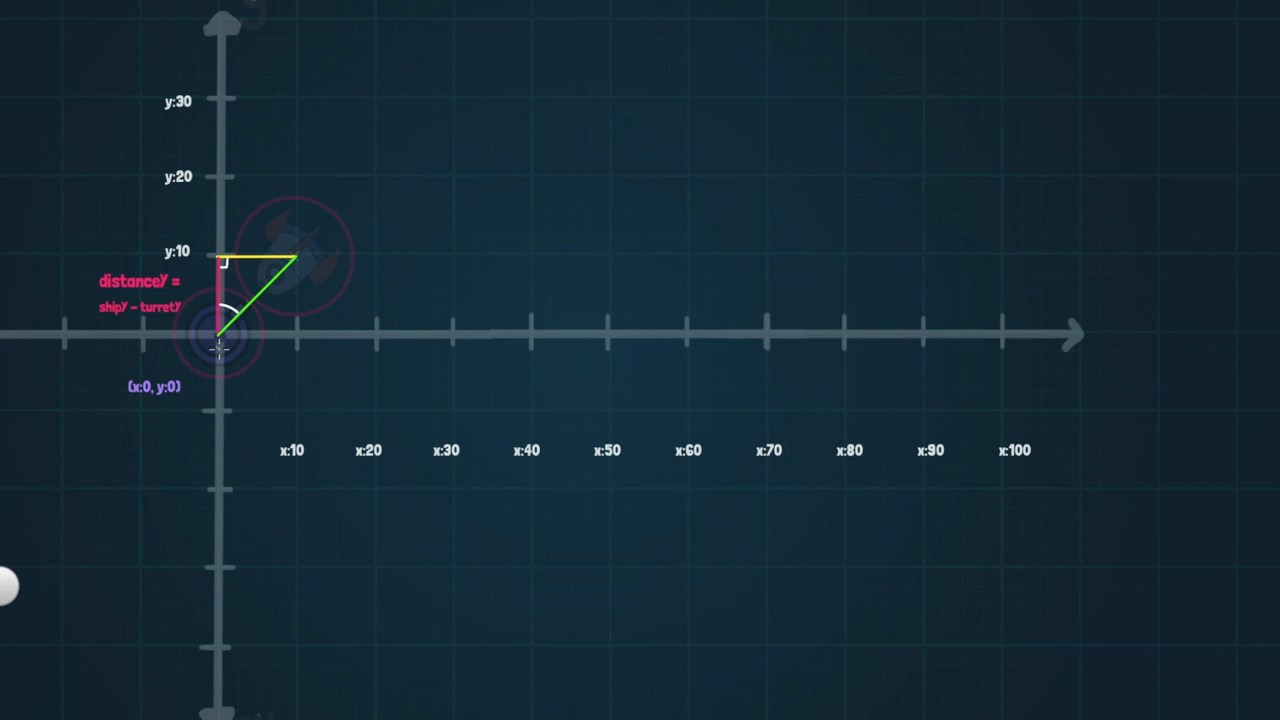 y:30
y:20
y:10
distanceY =
shipY - turretY
(x:0, y:0)
x:10 x:20 x:30 x:40 x:50 x:60 x:70 x:80 x:90 x:100